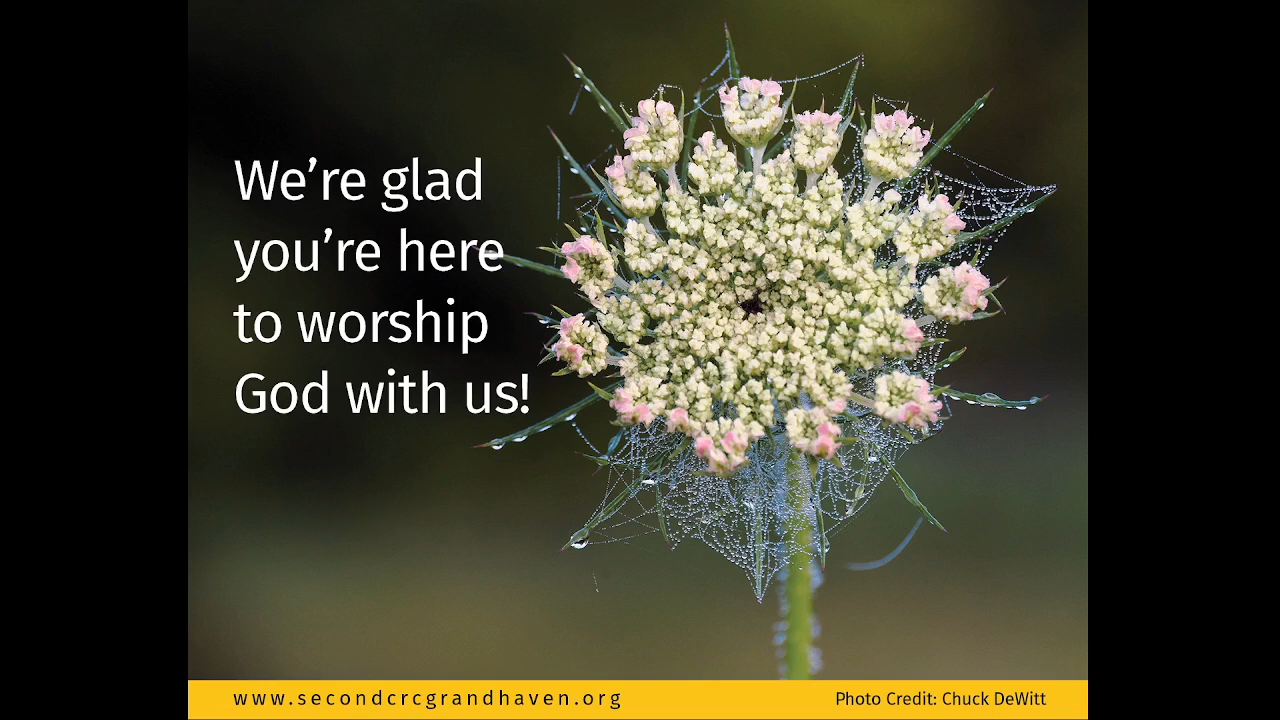 We’re glad
you’re here
to worship
God with us!
www.secondcrcgrandhaven.org
Photo Credit: Chuck DeWitt